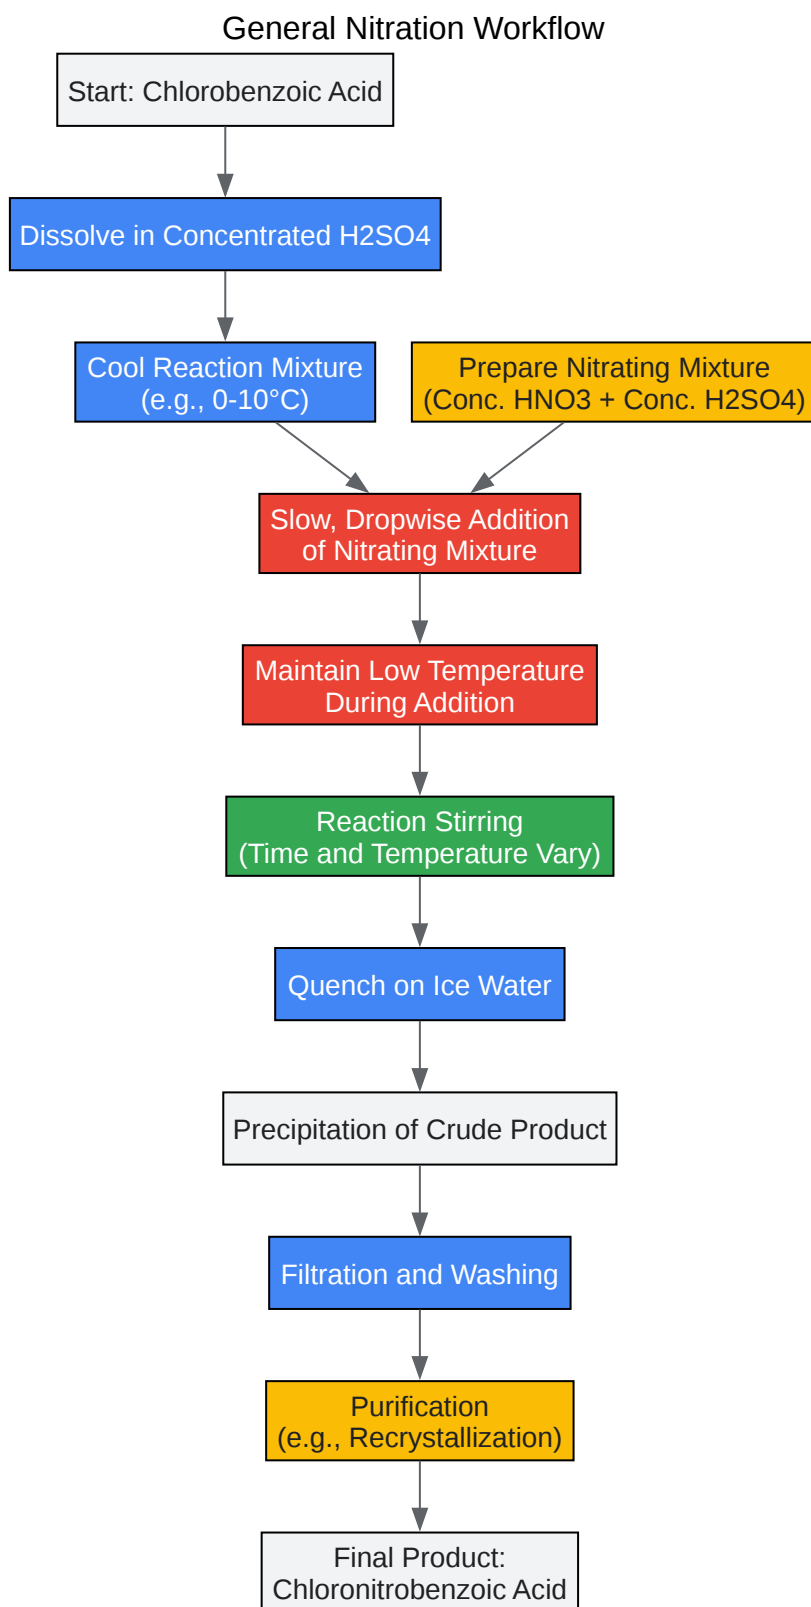 General Nitration Workflow
Start: Chlorobenzoic Acid
Dissolve in Concentrated H2SO4
Cool Reaction Mixture
(e.g., 0-10°C)
Prepare Nitrating Mixture
(Conc. HNO3 + Conc. H2SO4)
Slow, Dropwise Addition
of Nitrating Mixture
Maintain Low Temperature
During Addition
Reaction Stirring
(Time and Temperature Vary)
Quench on Ice Water
Precipitation of Crude Product
Filtration and Washing
Purification
(e.g., Recrystallization)
Final Product:
Chloronitrobenzoic Acid